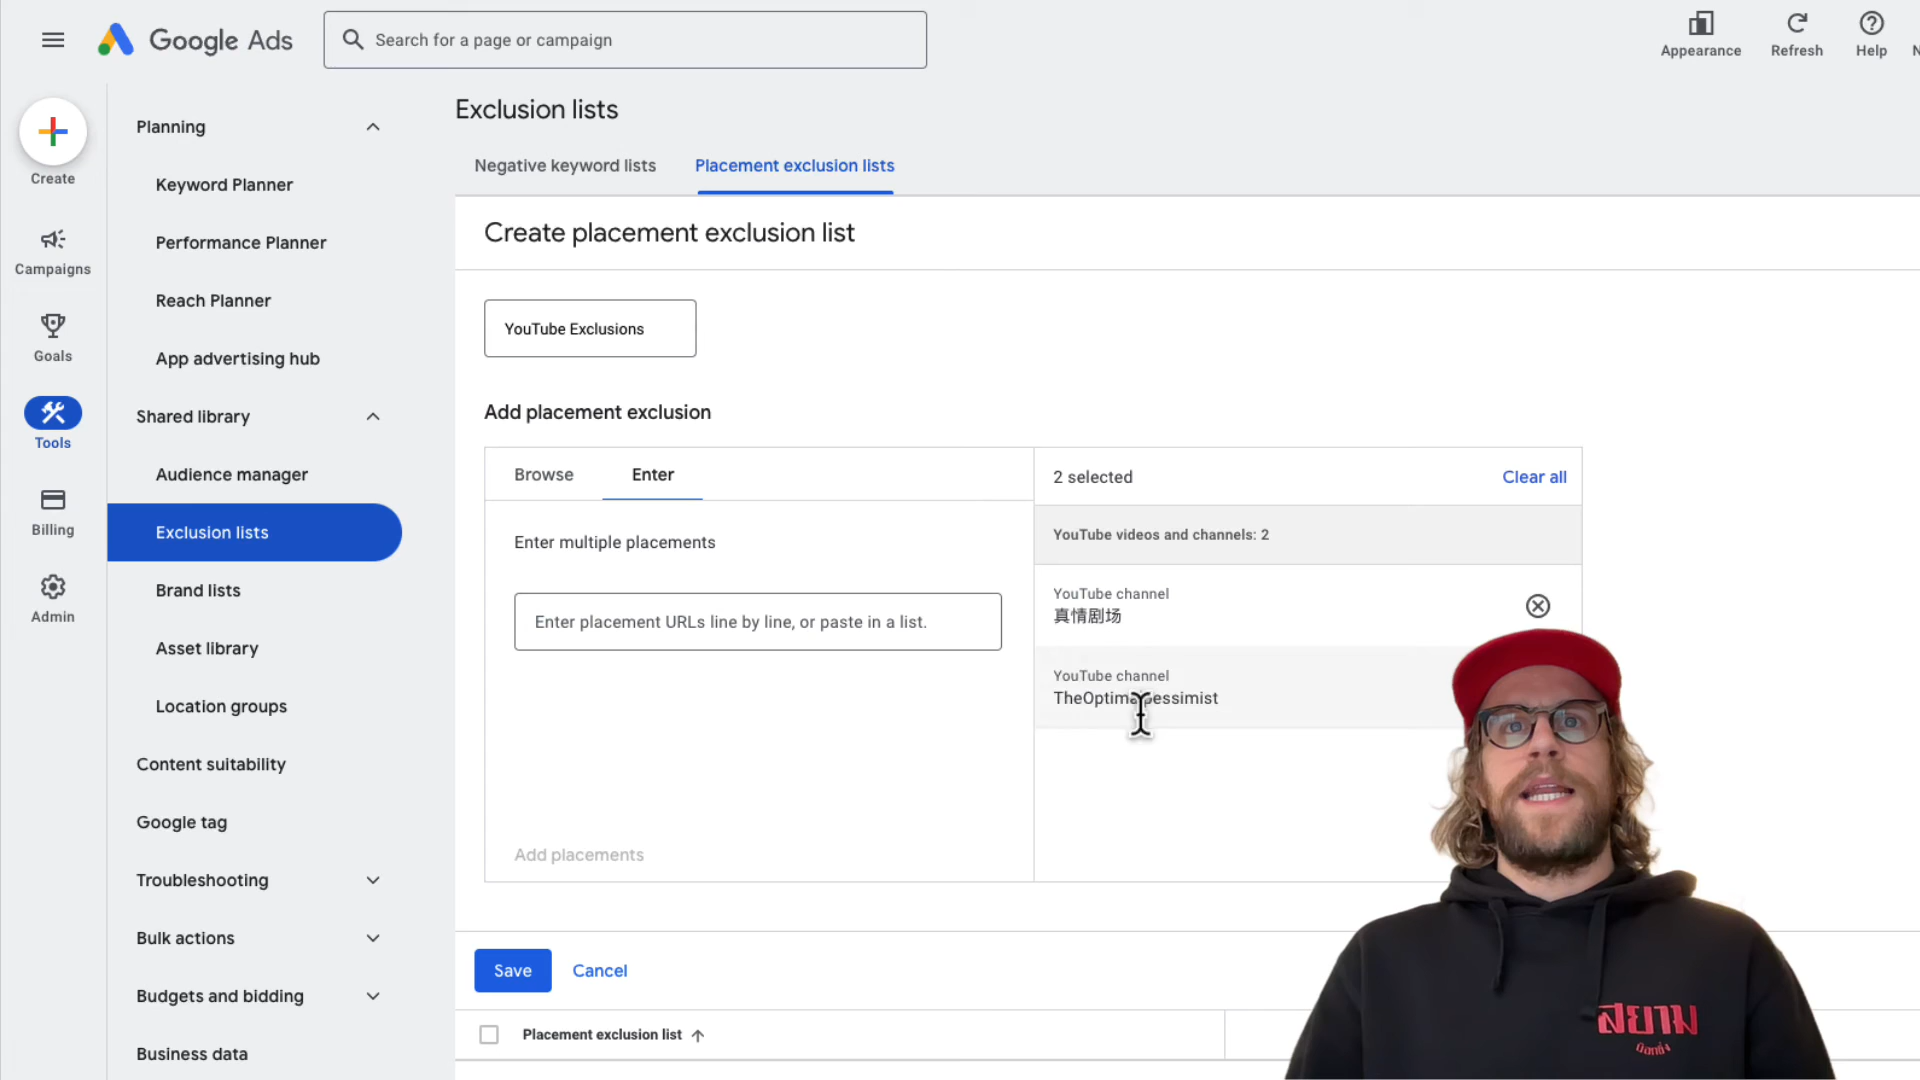 Google Ads
Search for a page or campaign
Appearance
Refresh
Help
N
Create
Campaigns
Goals
Tools
Billing
Admin
Planning
Keyword Planner
Performance Planner
Reach Planner
App advertising hub
Shared library
Audience manager
Exclusion lists
Brand lists
Asset library
Location groups
Content suitability
Google tag
Troubleshooting
Bulk actions
Budgets and bidding
Business data
Exclusion lists
Negative keyword lists
Placement exclusion lists
Create placement exclusion list
YouTube Exclusions
Add placement exclusion
Browse
Enter
Enter multiple placements
Enter placement URLs line by line, or paste in a list.
Add placements
2 selected
Clear all
YouTube videos and channels: 2
YouTube channel
真情剧场
YouTube channel
Save
Cancel
Placement exclusion list
สยาม